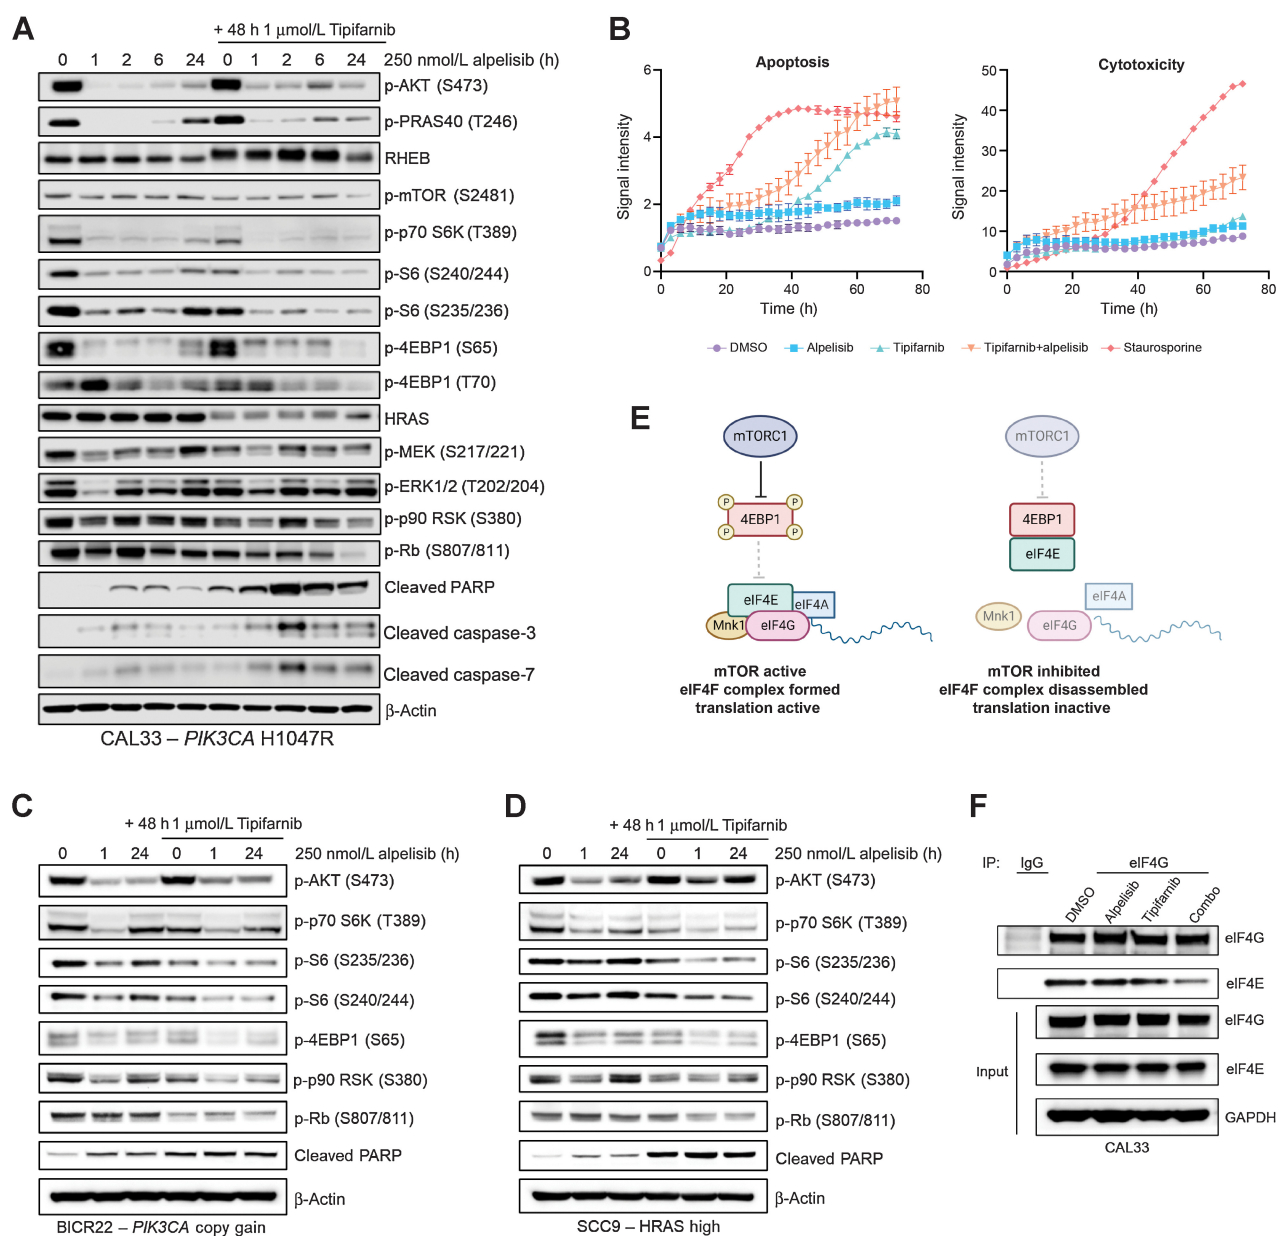 A
+ 48 h 1 μmol/L Tipifarnib
0 1 2 6 24 0 1 2 6 24 250 nmol/L alpelisib (h)
p-AKT (S473)
p-PRAS40 (T246)
RHEB
p-mTOR (S2481)
p-p70 S6K (T389)
p-S6 (S240/244)
p-S6 (S235/236)
p-4EBP1 (S65)
p-4EBP1 (T70)
HRAS
p-MEK (S217/221)
p-ERK1/2 (T202/204)
p-p90 RSK (S380)
p-Rb (S807/811)
Cleaved PARP
Cleaved caspase-3
Cleaved caspase-7
β-Actin
CAL33 – PIK3CA H1047R
B
Apoptosis
Signal intensity
6
4
2
0
0 20 40 60 80
Time (h)
Cytotoxicity
Signal intensity
50
40
30
20
10
0
0 20 40 60 80
Time (h)
DMSO Alpelisib Tipifarnib Tipifarnib+alpelisib Staurosporine
E
mTORC1
P P
4EBP1
P P
eIF4E
eIF4A
Mnk1 eIF4G
mTOR active
eIF4F complex formed
translation active
mTORC1
4EBP1
eIF4E
eIF4A
Mnk1
eIF4G
mTOR inhibited
eIF4F complex disassembled
translation inactive
C
+ 48 h 1 μmol/L Tipifarnib
0 1 24 0 1 24 250 nmol/L alpelisib (h)
p-AKT (S473)
p-p70 S6K (T389)
p-S6 (S235/236)
p-S6 (S240/244)
p-4EBP1 (S65)
p-p90 RSK (S380)
p-Rb (S807/811)
Cleaved PARP
β-Actin
BICR22 – PIK3CA copy gain
D
+ 48 h 1 μmol/L Tipifarnib
0 1 24 0 1 24 250 nmol/L alpelisib (h)
p-AKT (S473)
p-p70 S6K (T389)
p-S6 (S235/236)
p-S6 (S240/244)
p-4EBP1 (S65)
p-p90 RSK (S380)
p-Rb (S807/811)
Cleaved PARP
β-Actin
SCC9 – HRAS high
F
IP: IgG eIF4G
DMSO Alpelisib Tipifarnib Combo
eIF4G
eIF4E
Input
eIF4G
eIF4E
GAPDH
CAL33